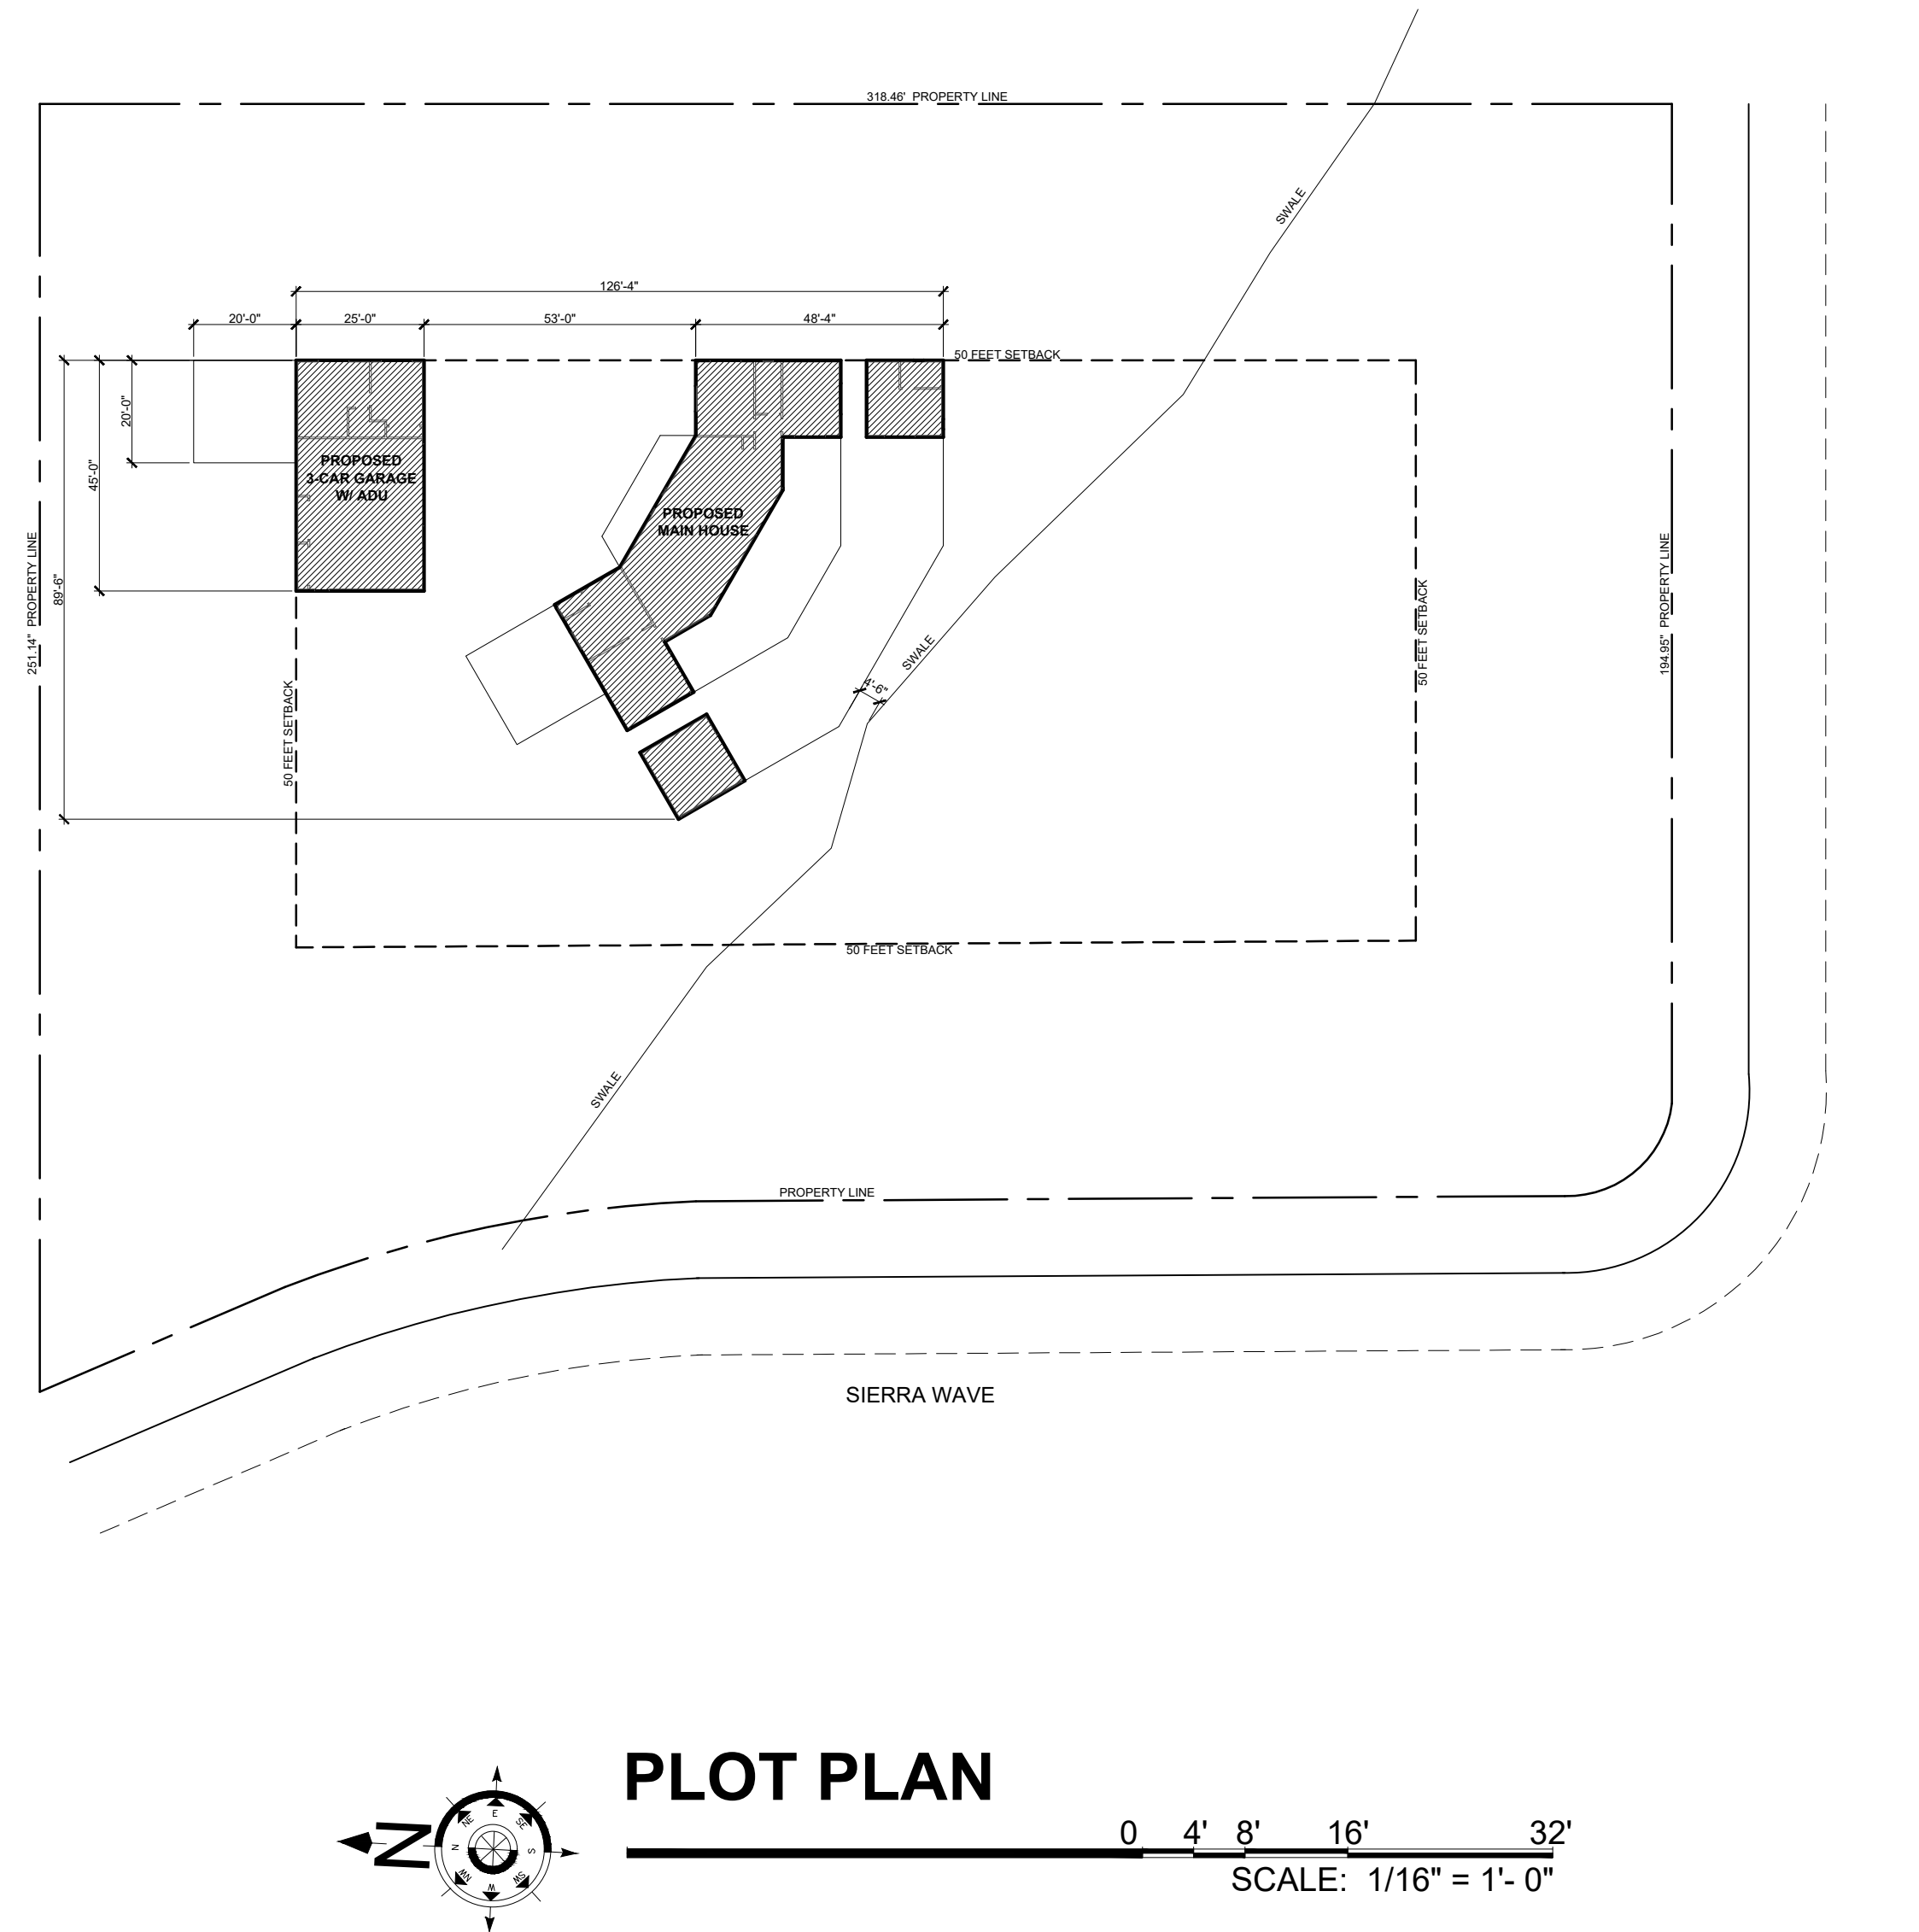 318.46'  PROPERTY LINE
SWALE
126'-4"
20'-0"
25'-0"
53'-0"
48'-4"
50 FEET SETBACK
20'-0"
45'-0"
89'-6"
251.14"  PROPERTY LINE
PROPOSED
3-CAR GARAGE
W/ ADU
PROPOSED
MAIN HOUSE
SWALE
4'-6"
50 FEET SETBACK
194.95"  PROPERTY LINE
50 FEET SETBACK
50 FEET SETBACK
SWALE
PROPERTY LINE
SIERRA WAVE
PLOT PLAN
N
E
SE
S
SW
W
NW
N
NE
0 4' 8' 16' 32'
SCALE:  1/16" = 1'- 0"